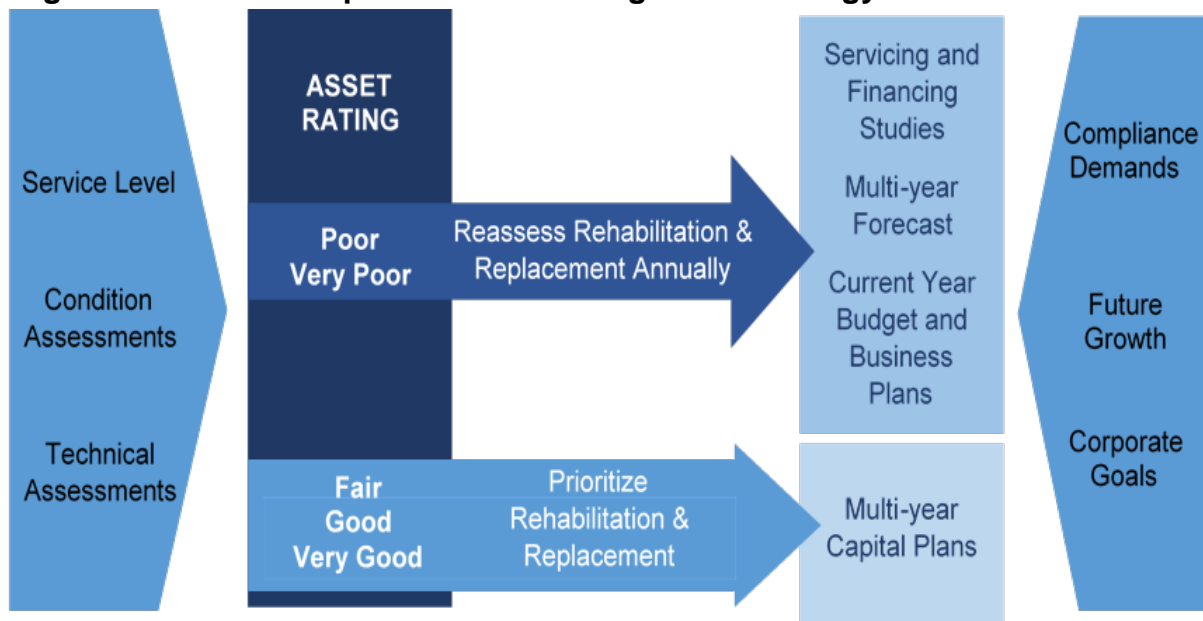 Service Level
Condition
Assessments
Technical
Assessments
ASSET
RATING
Poor
Very Poor
Reassess Rehabilitation &
Replacement Annually
Fair
Good
Very Good
Prioritize
Rehabilitation &
Replacement
Servicing and
Financing
Studies
Multi-year
Forecast
Current Year
Budget and
Business
Plans
Multi-year
Capital Plans
Compliance
Demands
Future
Growth
Corporate
Goals